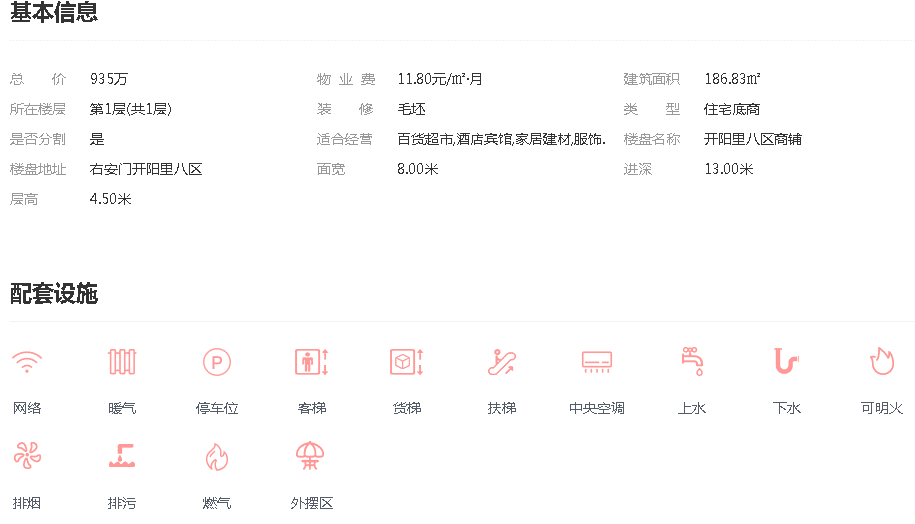 基本信息
总 价 935万 物 业 费 11.80元/㎡·月 建筑面积 186.83㎡
所在楼层 第1层(共1层) 装 修 毛坯 类 型 住宅底商
是否分割 是 适合经营 百货超市,酒店宾馆,家居建材,服饰. 楼盘名称 开阳里八区商铺
楼盘地址 右安门开阳里八区 面宽 8.00米 进深 13.00米
层高 4.50米
配套设施
P
网络 暖气 停车位 客梯 货梯 扶梯 中央空调 上水 下水 可明火
排烟 排污 燃气 外摆区